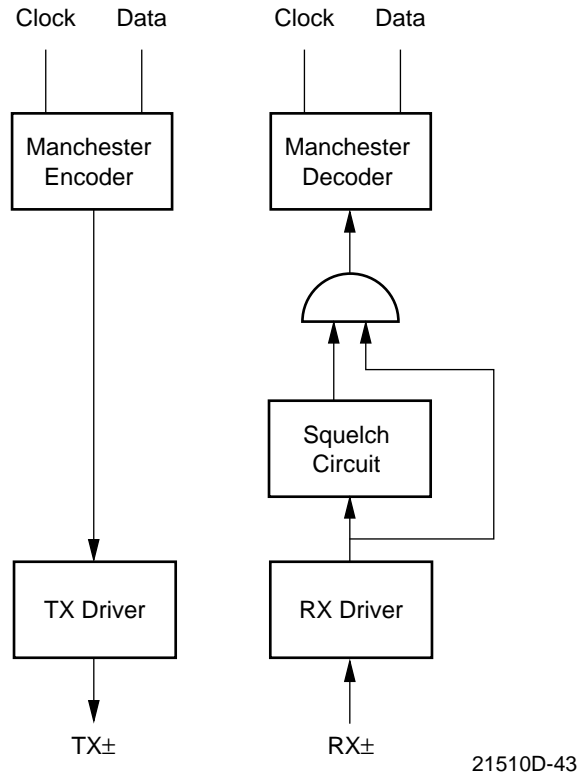 Clock Data Clock Data
Manchester
Encoder
Manchester
Decoder
Squelch
Circuit
TX Driver
RX Driver
TX±
RX±
21510D-43